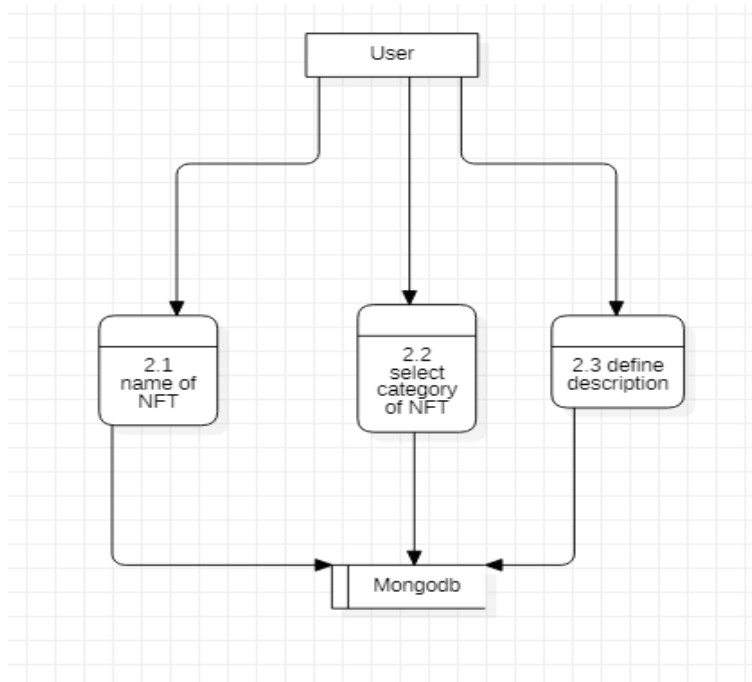 User
2.1
name of
NFT
2.2
select
category
of NFT
2.3 define
description
Mongodb